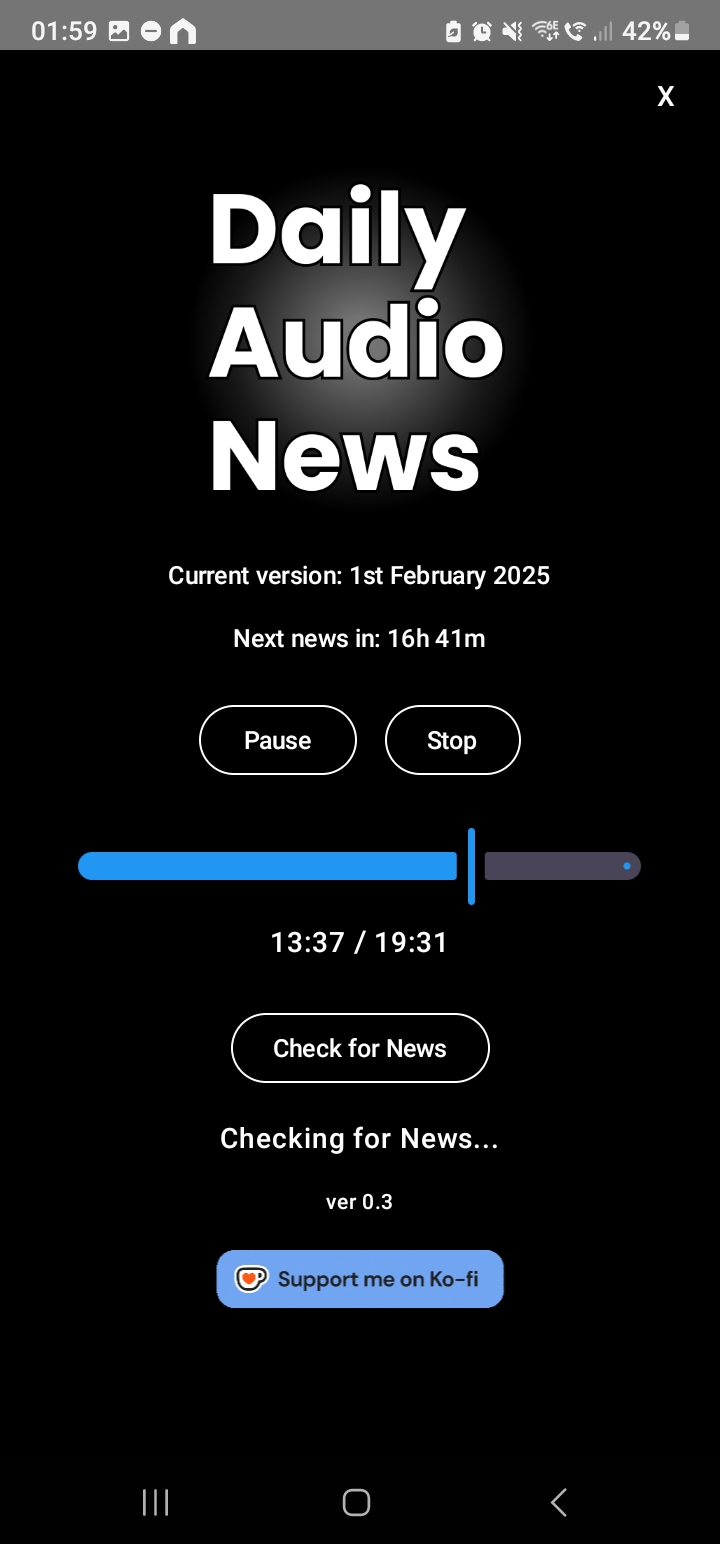 01:59 6E 42%
X
Daily
Audio
News
Current version: 1st February 2025
Next news in: 16h 41m
Pause Stop
13:37 / 19:31
Check for News
Checking for News...
ver 0.3
Support me on Ko-fi